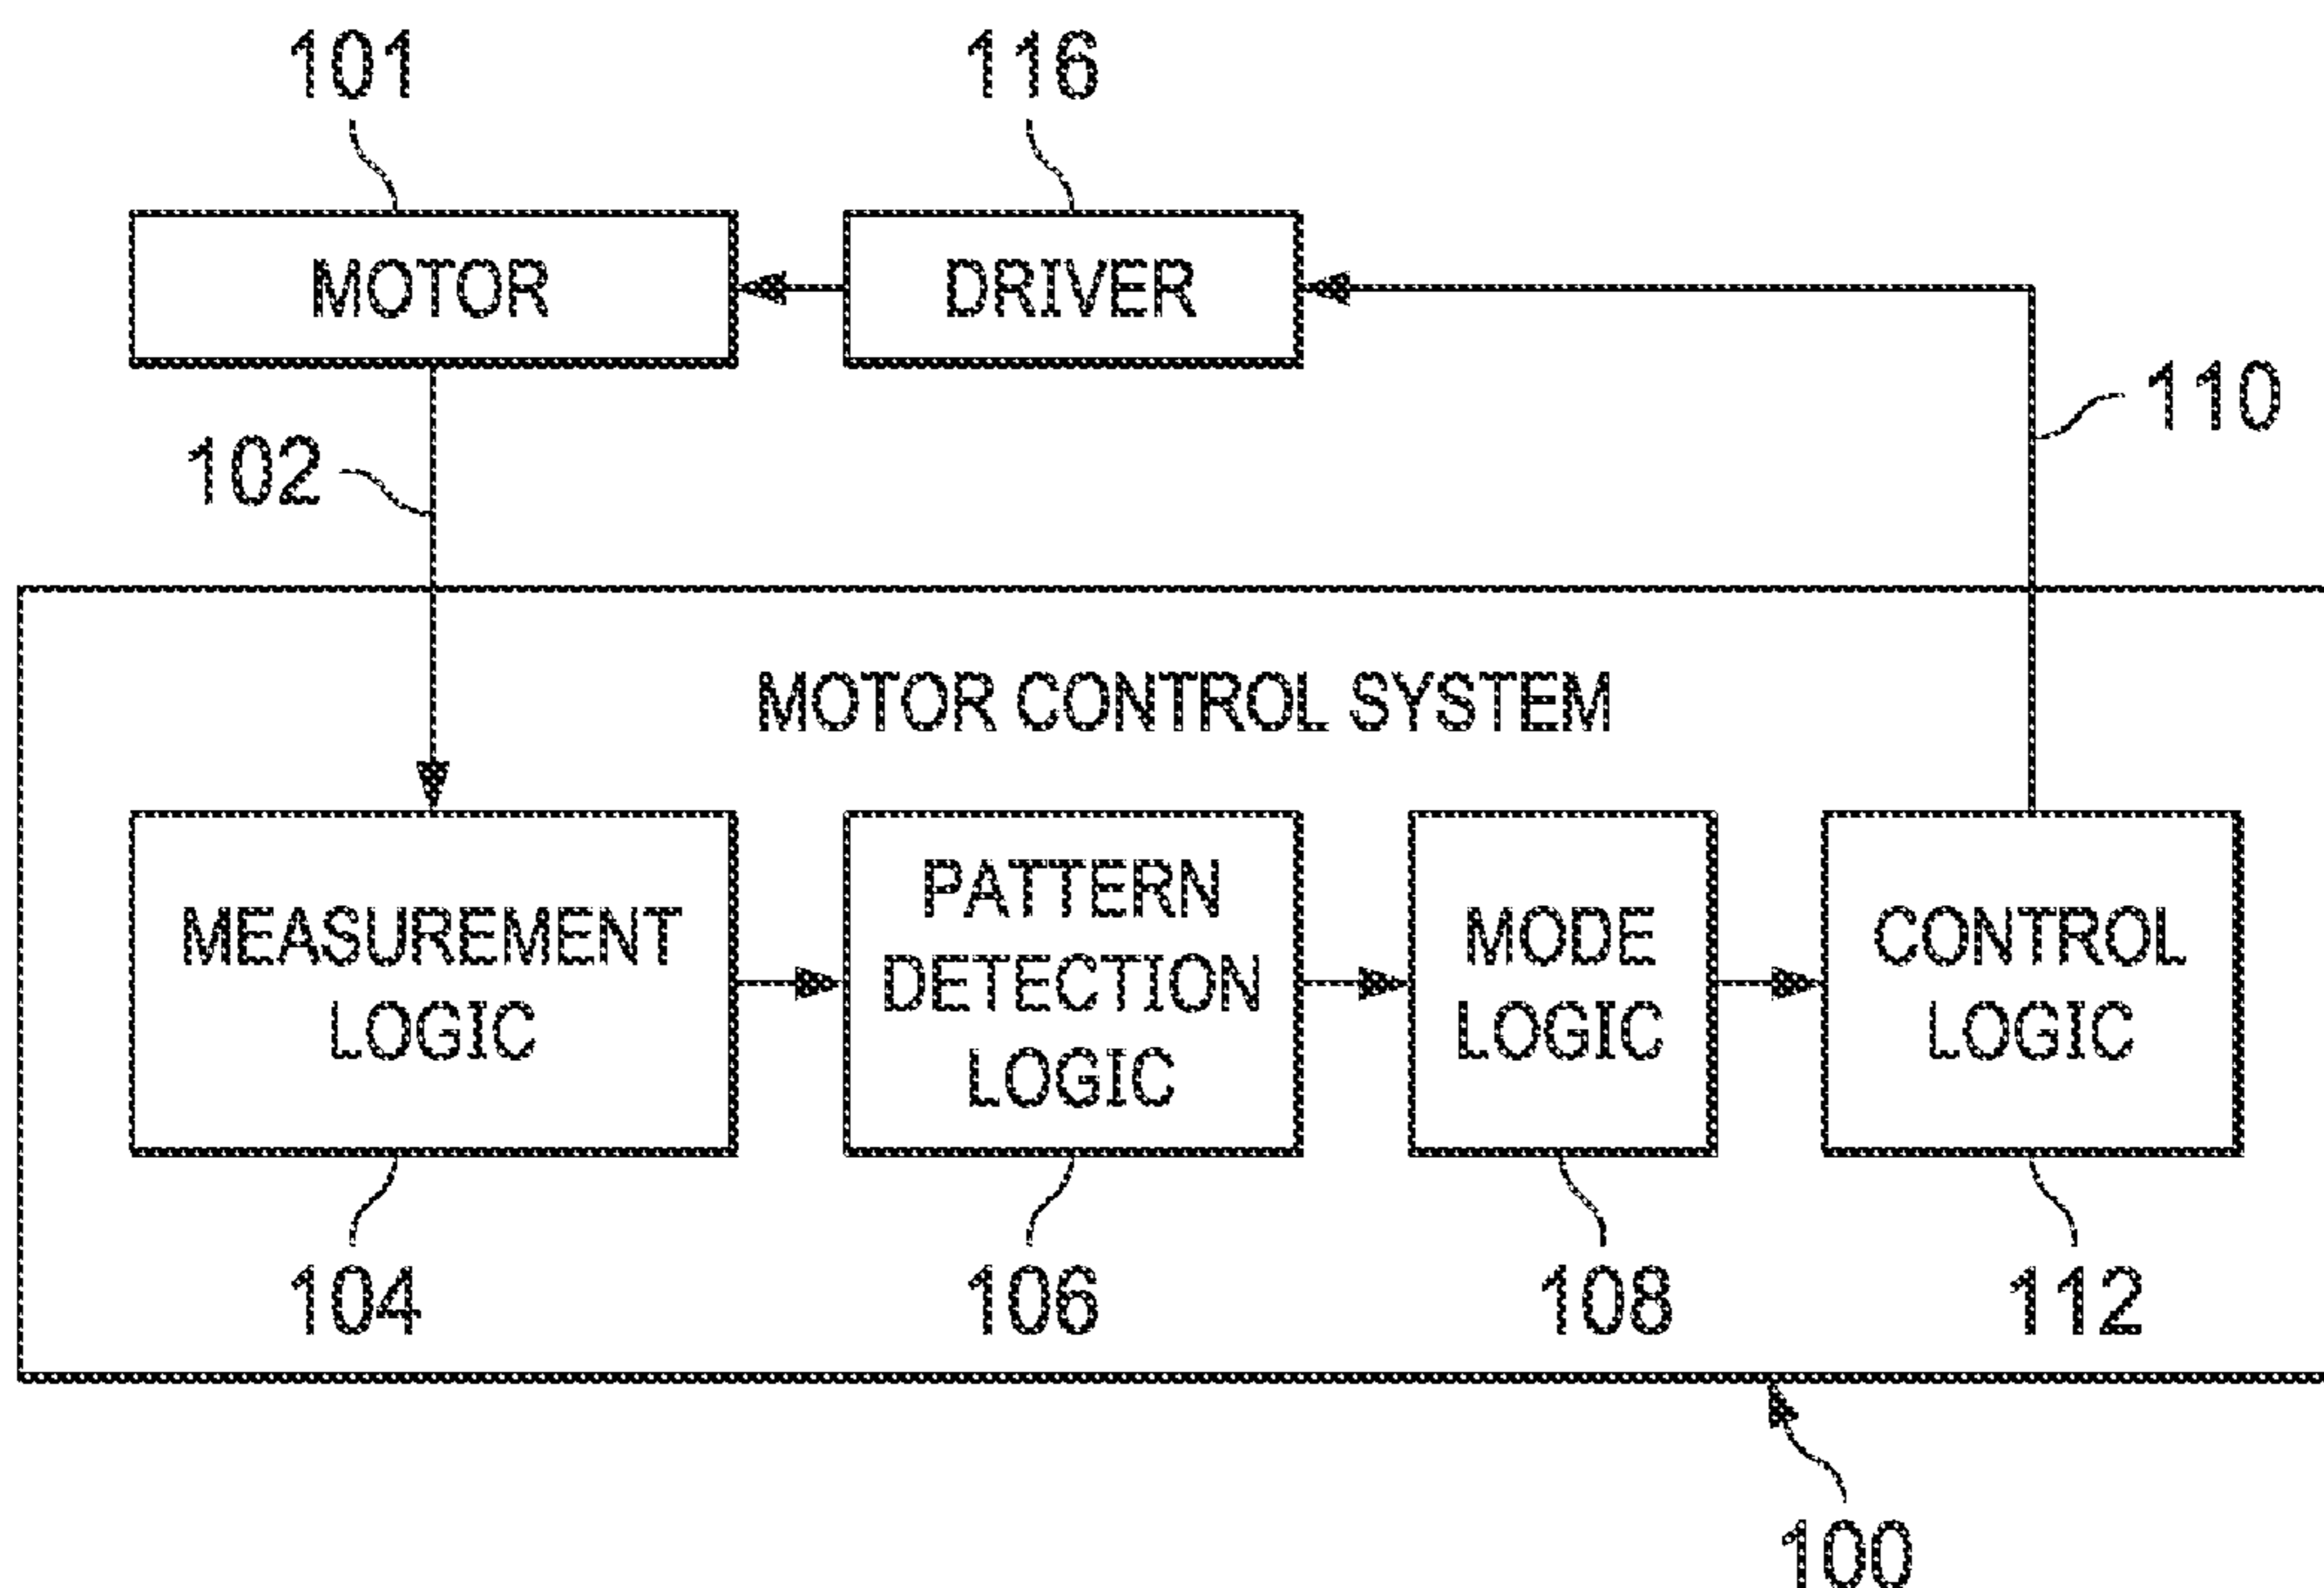 101
116
MOTOR
DRIVER
110
102
MOTOR CONTROL SYSTEM
MEASUREMENT
LOGIC
PATTERN
DETECTION
LOGIC
MODE
LOGIC
CONTROL
LOGIC
104
106
108
112
100